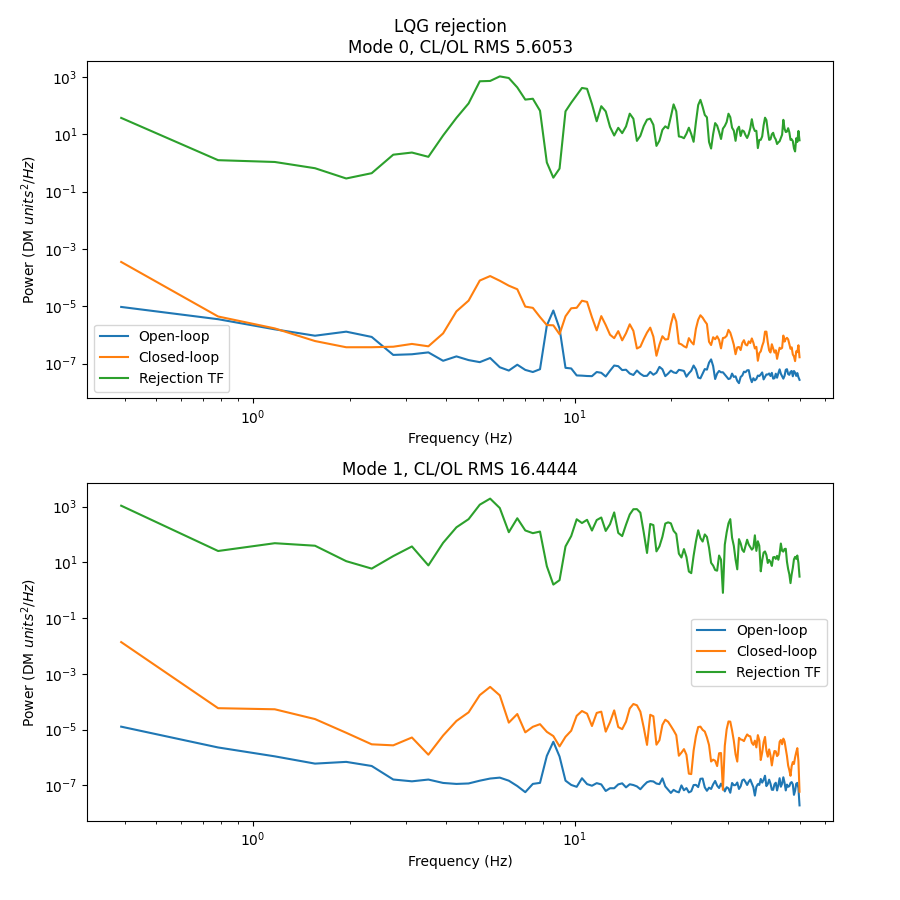 LQG rejection
Mode 0, CL/OL RMS 5.6053
Power (DM units²/Hz)
10³
10¹
10⁻¹
10⁻³
10⁻⁵
10⁻⁷
Open-loop
Closed-loop
Rejection TF
10⁰
10¹
Frequency (Hz)
Mode 1, CL/OL RMS 16.4444
Power (DM units²/Hz)
10³
10¹
10⁻¹
10⁻³
10⁻⁵
10⁻⁷
Open-loop
Closed-loop
Rejection TF
10⁰
10¹
Frequency (Hz)